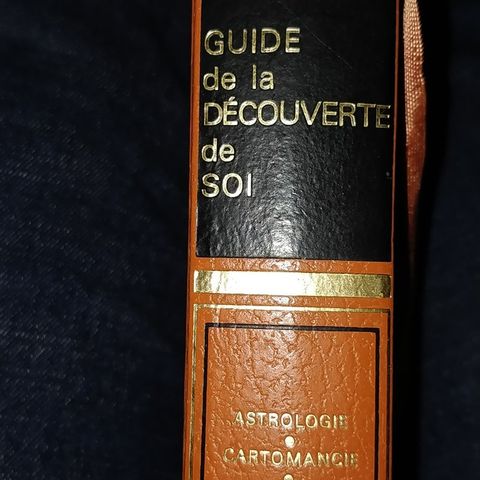 GUIDE
de la
DÉCOUVERTE
de
SOI
ASTROLOGIE
CARTOMANCIE